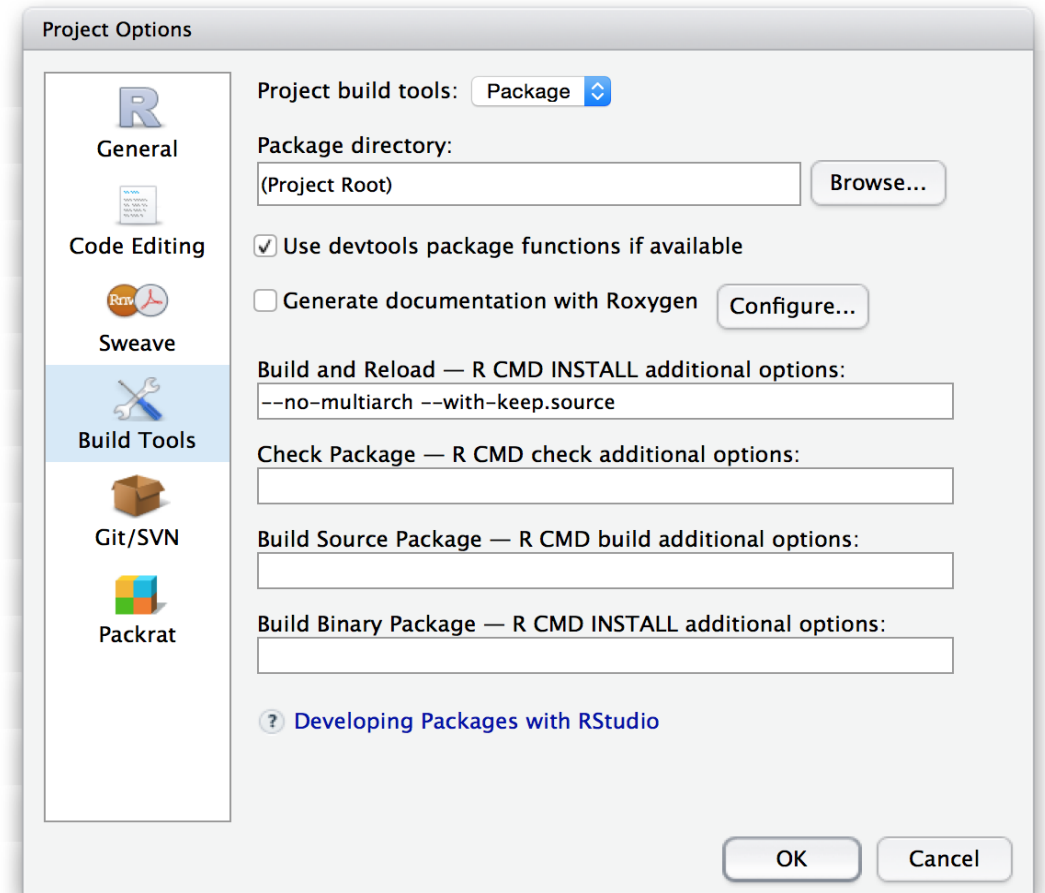 Project Options
General
Code Editing
Rnw
Sweave
Build Tools
Git/SVN
Packrat
Project build tools: Package
Package directory:
(Project Root) Browse...
Use devtools package functions if available
Generate documentation with Roxygen Configure...
Build and Reload — R CMD INSTALL additional options:
--no-multiarch --with-keep.source
Check Package — R CMD check additional options:
Build Source Package — R CMD build additional options:
Build Binary Package — R CMD INSTALL additional options:
? Developing Packages with RStudio
OK Cancel